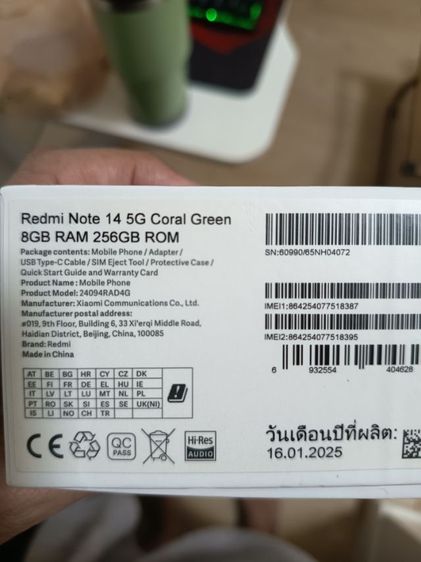 Redmi Note 14 5G Coral Green
8GB RAM 256GB ROM
Package contents: Mobile Phone / Adapter /
USB Type-C Cable / SIM Eject Tool / Protective Case /
Quick Start Guide and Warranty Card
Product Name: Mobile Phone
Product Model: 24094RAD4G
Manufacturer: Xiaomi Communications Co., Ltd.
Manufacturer postal address:
#019, 9th Floor, Building 6, 33 Xi'erqi Middle Road,
Haidian District, Beijing, China, 100085
Brand: Redmi
Made in China
SN:60990/65NH04072
IMEI1:864254077518387
IMEI2:864254077518395
6 932554 404628
AT BE BG HR CY CZ DK
EE FI FR DE EL HU IE
IT LV LT LU MT NL PL
PT RO SK SI ES SE UK(NI)
IS LI NO CH TR
CE
QC
PASS
Hi-Res
AUDIO
วันเดือนปีที่ผลิต:
16.01.2025